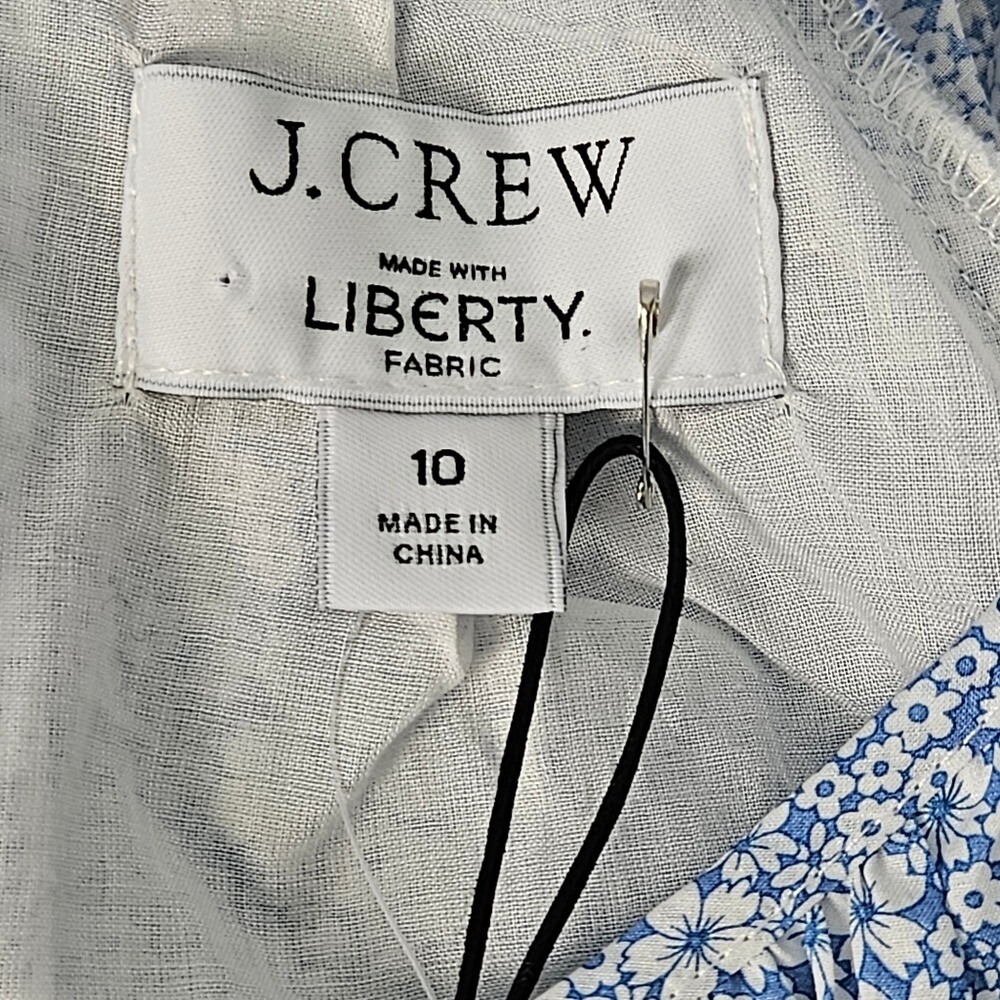 J.CREW
MADE WITH
LIBERTY.
FABRIC
10
MADE IN
CHINA